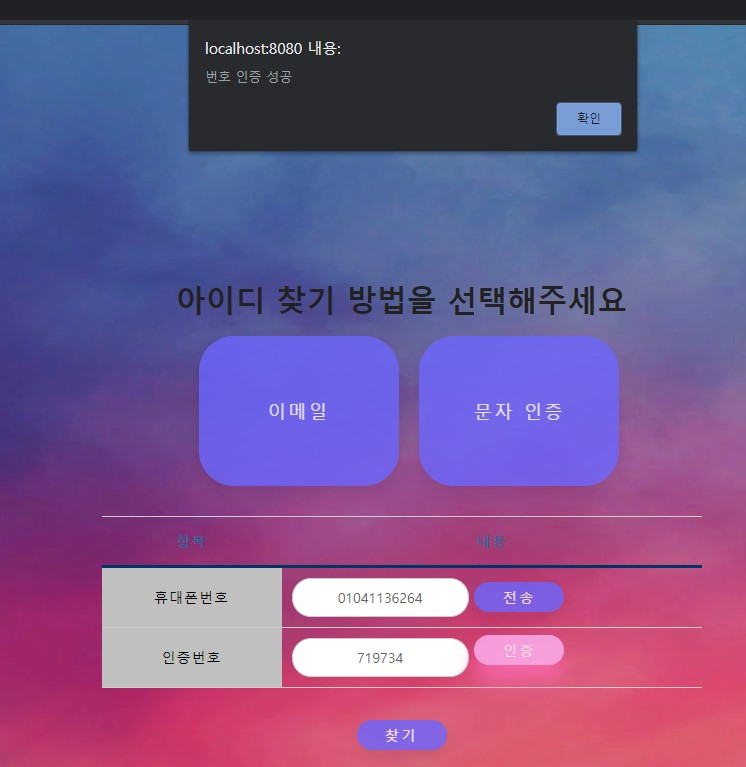 localhost:8080 내용:
번호 인증 성공
확인
아이디 찾기 방법을 선택해주세요
이메일 문자 인증
항목 내용
휴대폰번호 01041136264 전송
인증번호 719734 인증
찾기